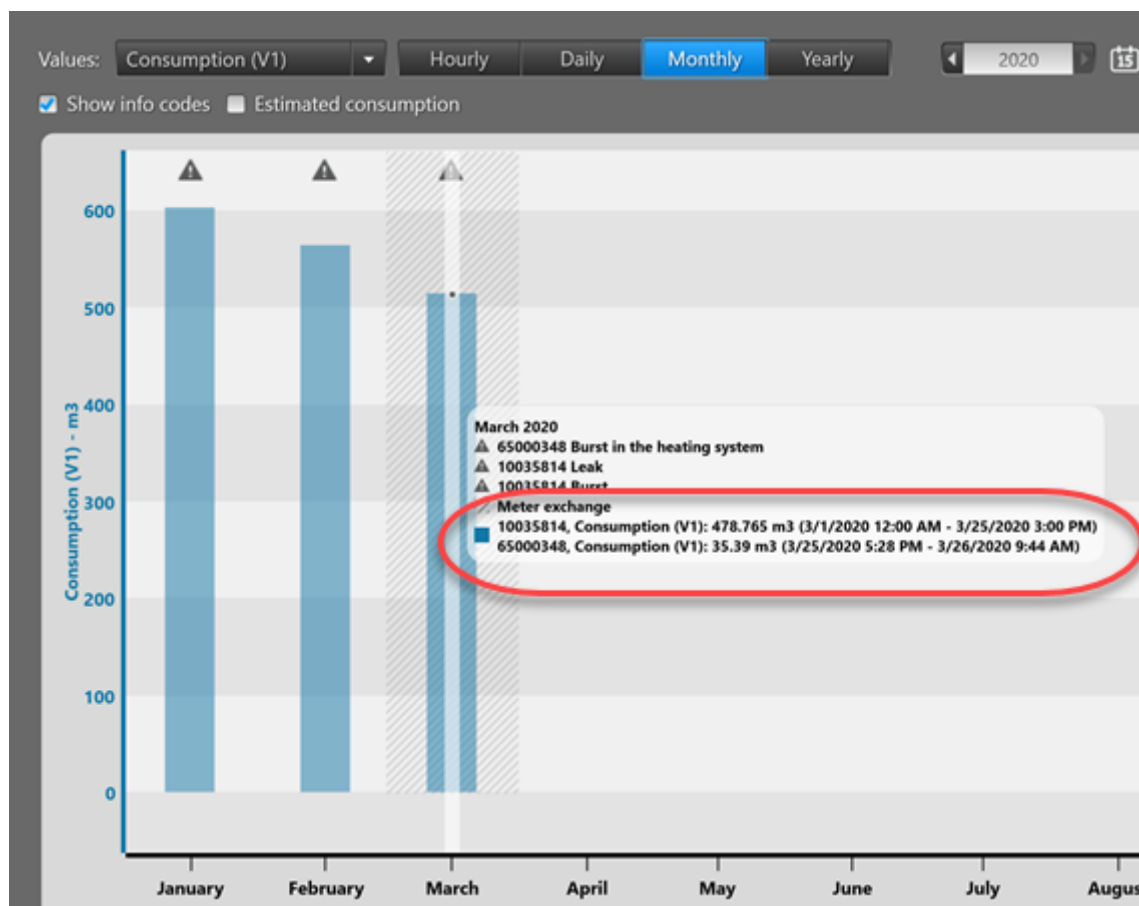 Values: Consumption (V1) Hourly Daily Monthly Yearly 2020 15
Show info codes Estimated consumption
600
500
400
300
200
100
0
Consumption (V1) - m3
March 2020
65000348 Burst in the heating system
10035814 Leak
10035814 Burst
Meter exchange
10035814, Consumption (V1): 478.765 m3 (3/1/2020 12:00 AM - 3/25/2020 3:00 PM)
65000348, Consumption (V1): 35.39 m3 (3/25/2020 5:28 PM - 3/26/2020 9:44 AM)
January February March April May June July Augus